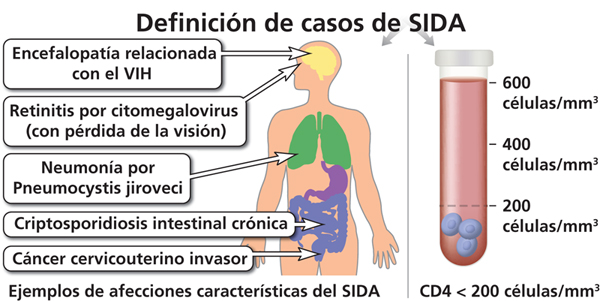 Definición de casos de SIDA
Encefalopatía relacionada
con el VIH
Retinitis por citomegalovirus
(con pérdida de la visión)
Neumonía por
Pneumocystis jiroveci
Criptosporidiosis intestinal crónica
Cáncer cervicouterino invasor
Ejemplos de afecciones características del SIDA
600
células/mm³
400
células/mm³
200
células/mm³
CD4 < 200 células/mm³